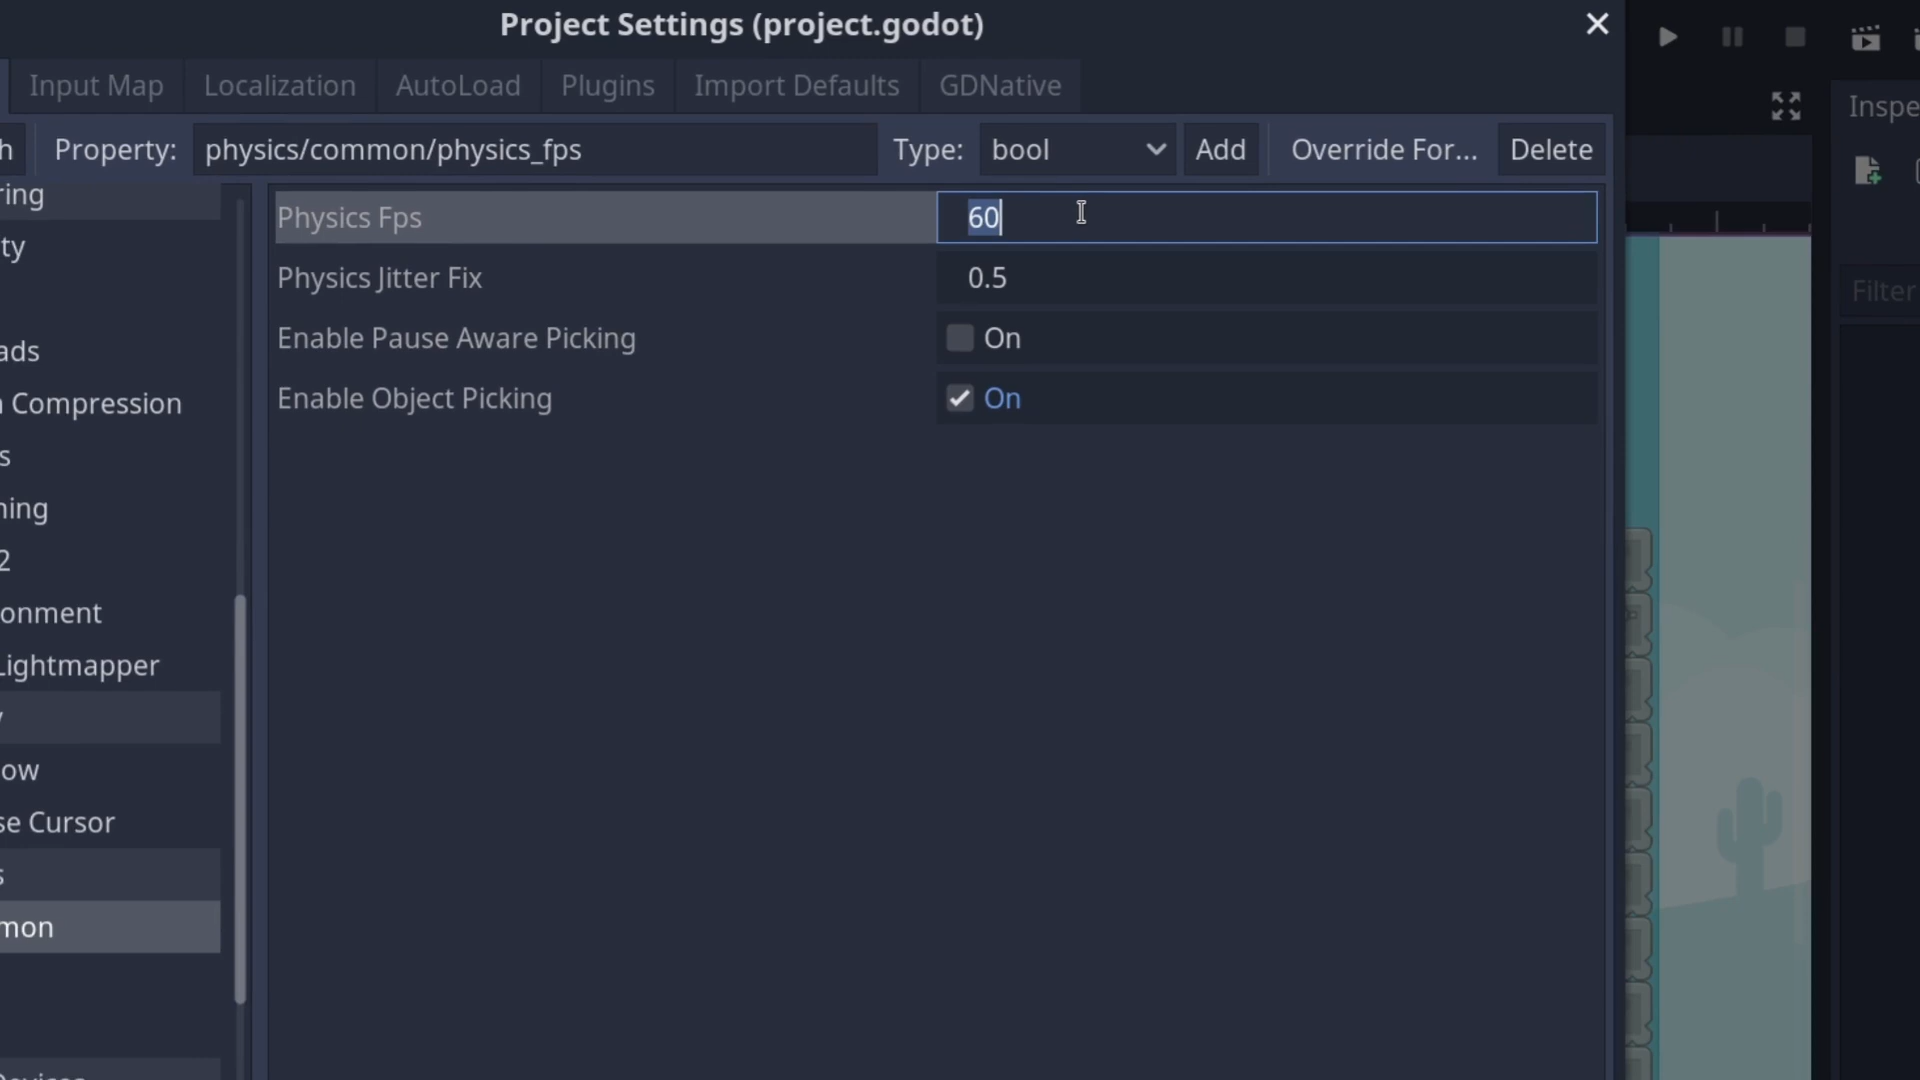 Project Settings (project.godot)
Input Map Localization AutoLoad Plugins Import Defaults GDNative
Inspe
h Property: physics/common/physics_fps Type: bool Add Override For... Delete
ring
Physics Fps 60
ty
Physics Jitter Fix 0.5
Filter
Enable Pause Aware Picking On
ads
Enable Object Picking On
n Compression
s
ning
2
onment
Lightmapper
y
ow
se Cursor
s
mon